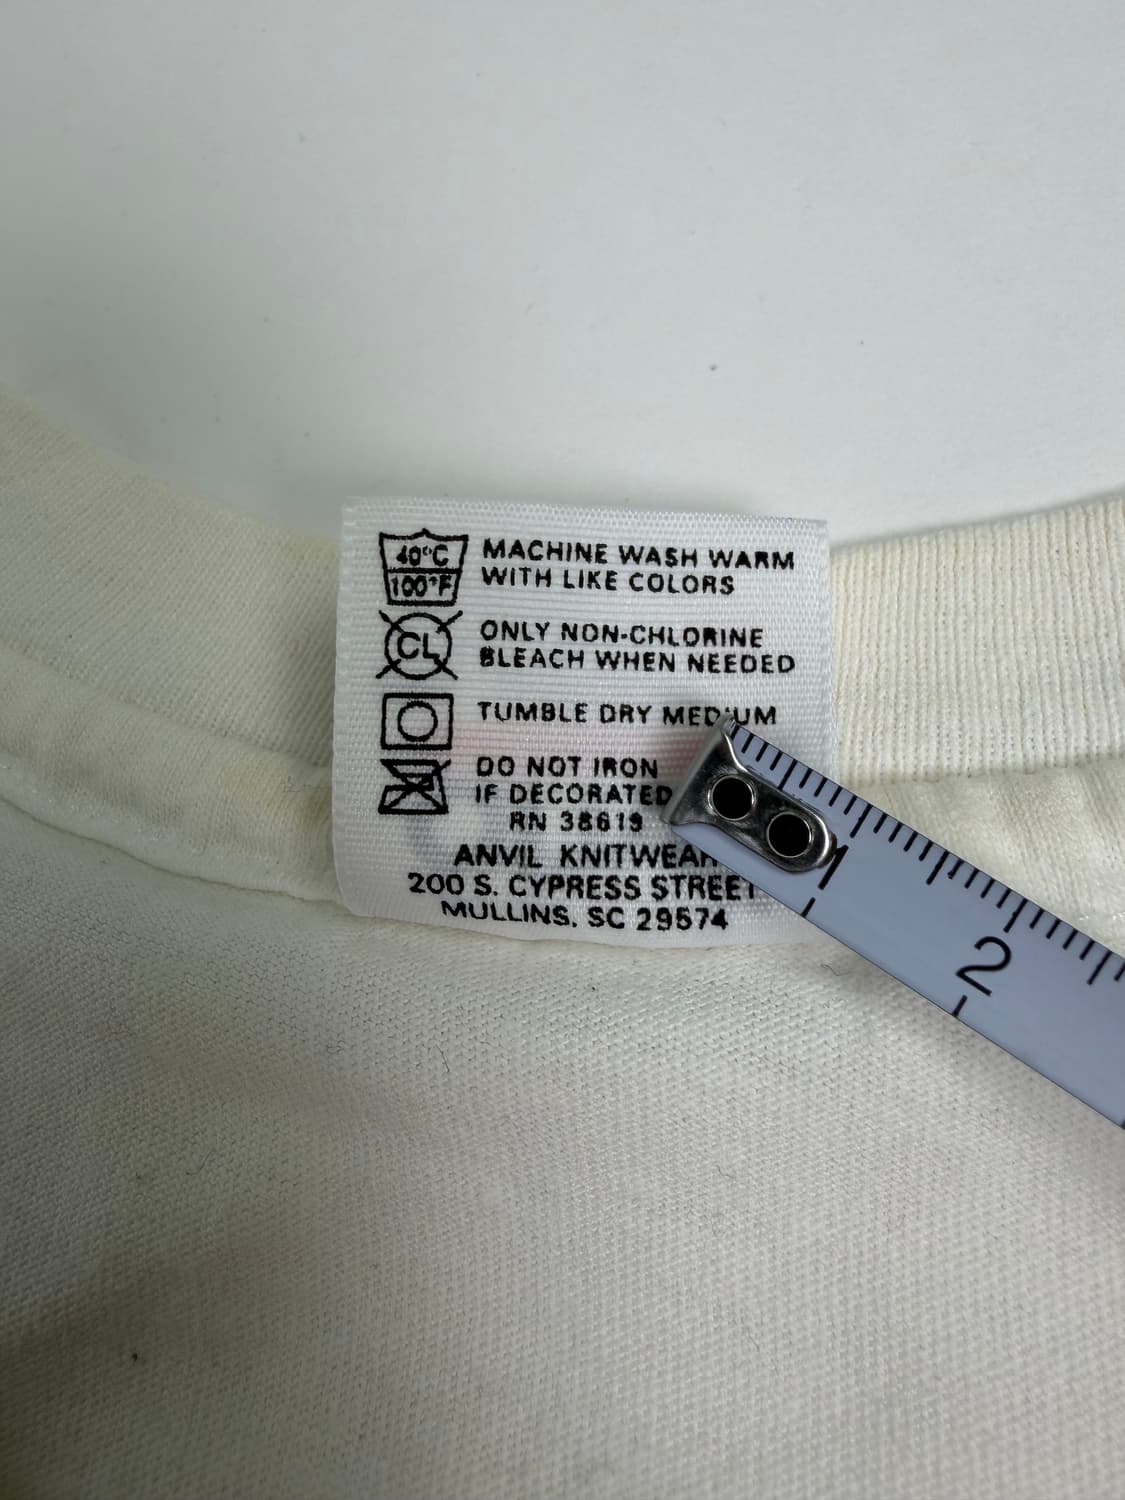 40°C
100°F
MACHINE WASH WARM
WITH LIKE COLORS
CL
ONLY NON-CHLORINE
BLEACH WHEN NEEDED
TUMBLE DRY MEDIUM
DO NOT IRON
IF DECORATED
RN 38619
ANVIL KNITWEAR
200 S. CYPRESS STREET
MULLINS, SC 29574
1
2